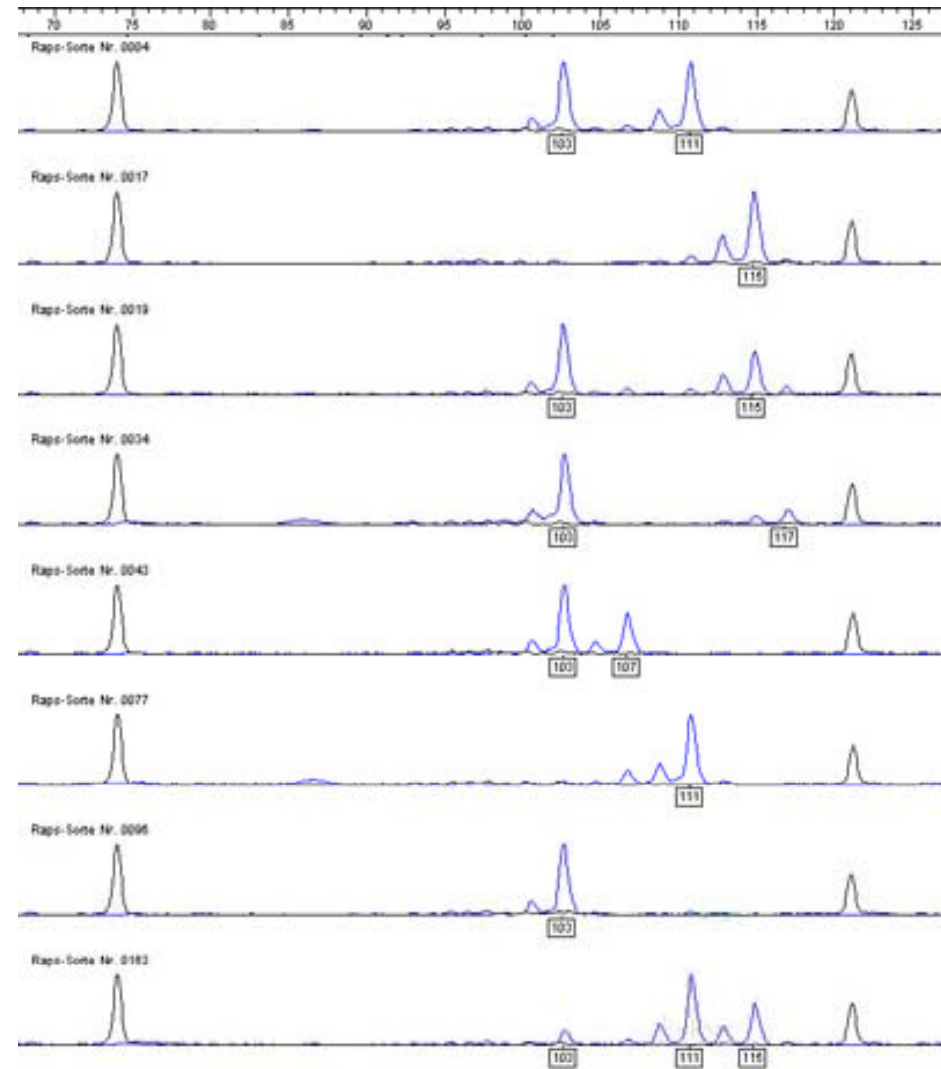 70 75 80 85 90 95 100 105 110 115 120 125
Raps-Sorte Nr. 0004
103 111
Raps-Sorte Nr. 0017
115
Raps-Sorte Nr. 0019
103 115
Raps-Sorte Nr. 0034
103 117
Raps-Sorte Nr. 0043
103 107
Raps-Sorte Nr. 0077
111
Raps-Sorte Nr. 0096
103
Raps-Sorte Nr. 0163
103 111 115